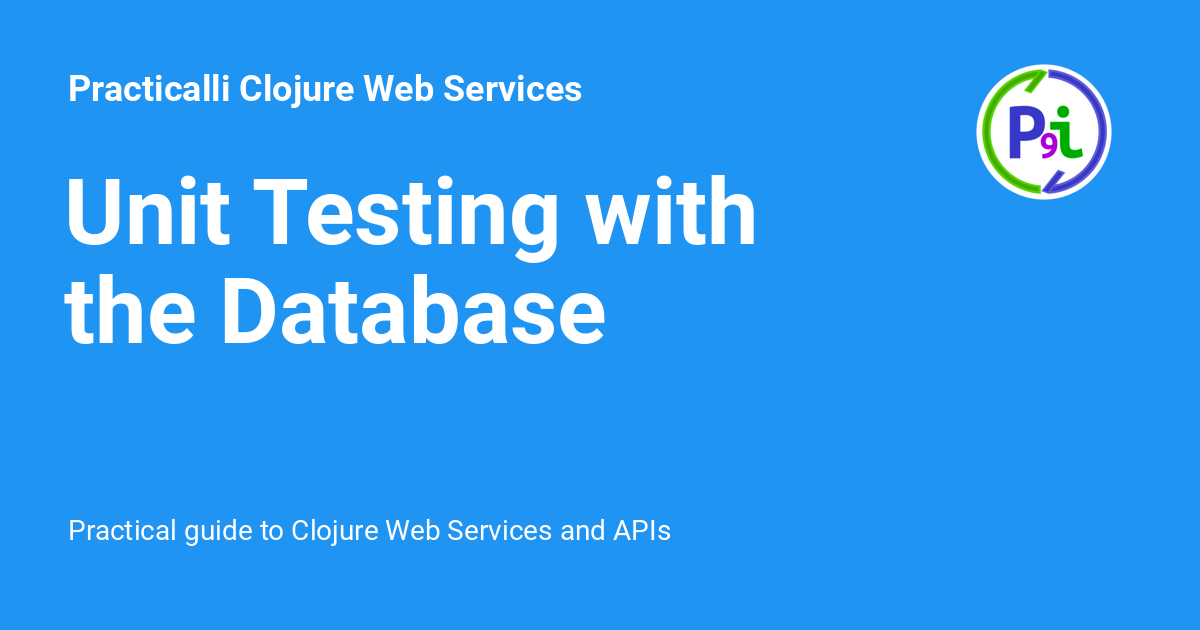 Practicalli Clojure Web Services
P9i
Unit Testing with
the Database
Practical guide to Clojure Web Services and APIs